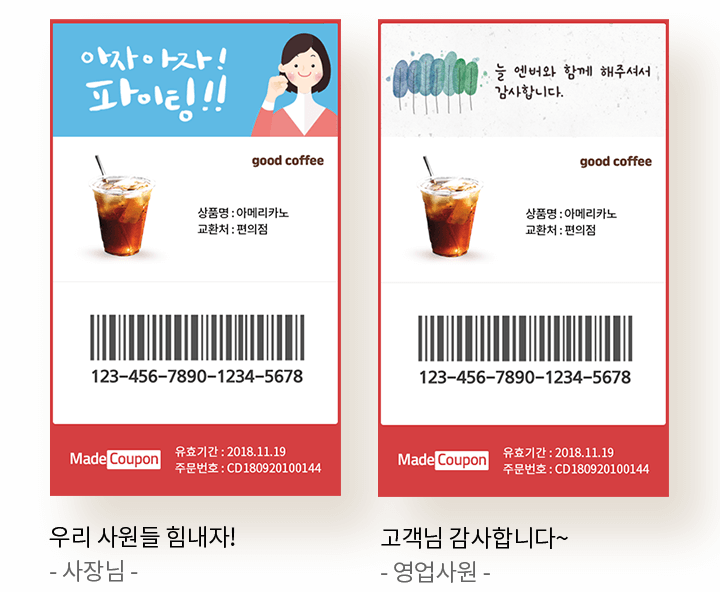 아자아자!
파이팅!!
good coffee
상품명 : 아메리카노
교환처 : 편의점
123-456-7890-1234-5678
MadeCoupon
유효기간 : 2018.11.19
주문번호 : CD180920100144
우리 사원들 힘내자!
- 사장님 -
늘 엔버와 함께 해주셔서
감사합니다.
good coffee
상품명 : 아메리카노
교환처 : 편의점
123-456-7890-1234-5678
MadeCoupon
유효기간 : 2018.11.19
주문번호 : CD180920100144
고객님 감사합니다~
- 영업사원 -